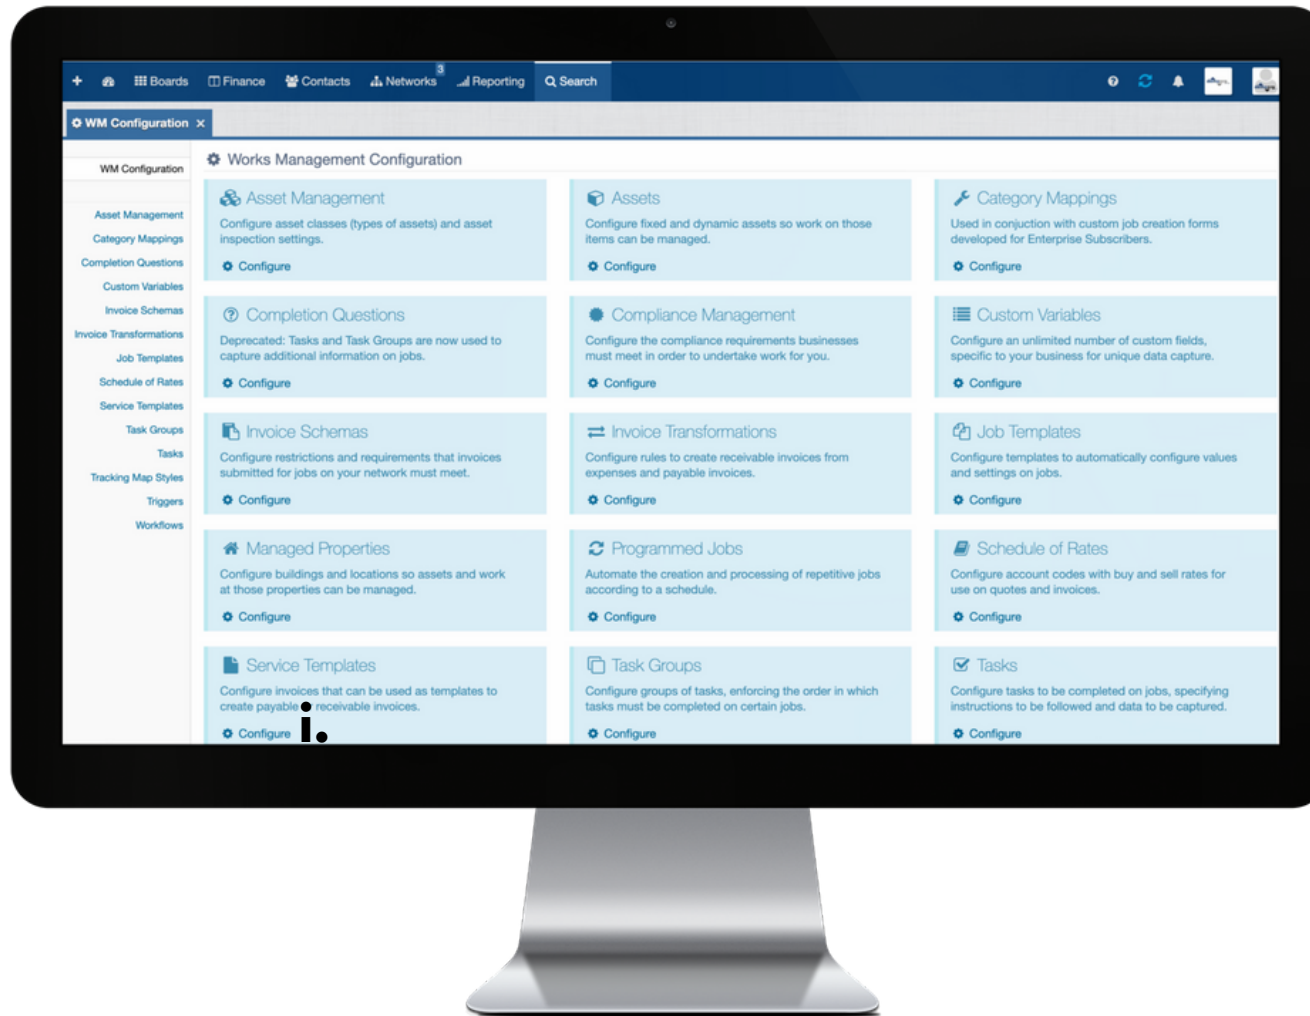 Boards Finance Contacts Networks 3 Reporting Search
WM Configuration ×
WM Configuration
Asset Management
Category Mappings
Completion Questions
Custom Variables
Invoice Schemas
Invoice Transformations
Job Templates
Schedule of Rates
Service Templates
Task Groups
Tasks
Tracking Map Styles
Triggers
Workflows
Works Management Configuration
Asset Management
Configure asset classes (types of assets) and asset
inspection settings.
Configure
Assets
Configure fixed and dynamic assets so work on those
items can be managed.
Configure
Category Mappings
Used in conjuction with custom job creation forms
developed for Enterprise Subscribers.
Configure
Completion Questions
Deprecated: Tasks and Task Groups are now used to
capture additional information on jobs.
Configure
Compliance Management
Configure the compliance requirements businesses
must meet in order to undertake work for you.
Configure
Custom Variables
Configure an unlimited number of custom fields,
specific to your business for unique data capture.
Configure
Invoice Schemas
Configure restrictions and requirements that invoices
submitted for jobs on your network must meet.
Configure
Invoice Transformations
Configure rules to create receivable invoices from
expenses and payable invoices.
Configure
Job Templates
Configure templates to automatically configure values
and settings on jobs.
Configure
Managed Properties
Configure buildings and locations so assets and work
at those properties can be managed.
Configure
Programmed Jobs
Automate the creation and processing of repetitive jobs
according to a schedule.
Configure
Schedule of Rates
Configure account codes with buy and sell rates for
use on quotes and invoices.
Configure
Service Templates
Configure invoices that can be used as templates to
create payable receivable invoices.
Configure
i.
Task Groups
Configure groups of tasks, enforcing the order in which
tasks must be completed on certain jobs.
Configure
Tasks
Configure tasks to be completed on jobs, specifying
instructions to be followed and data to be captured.
Configure